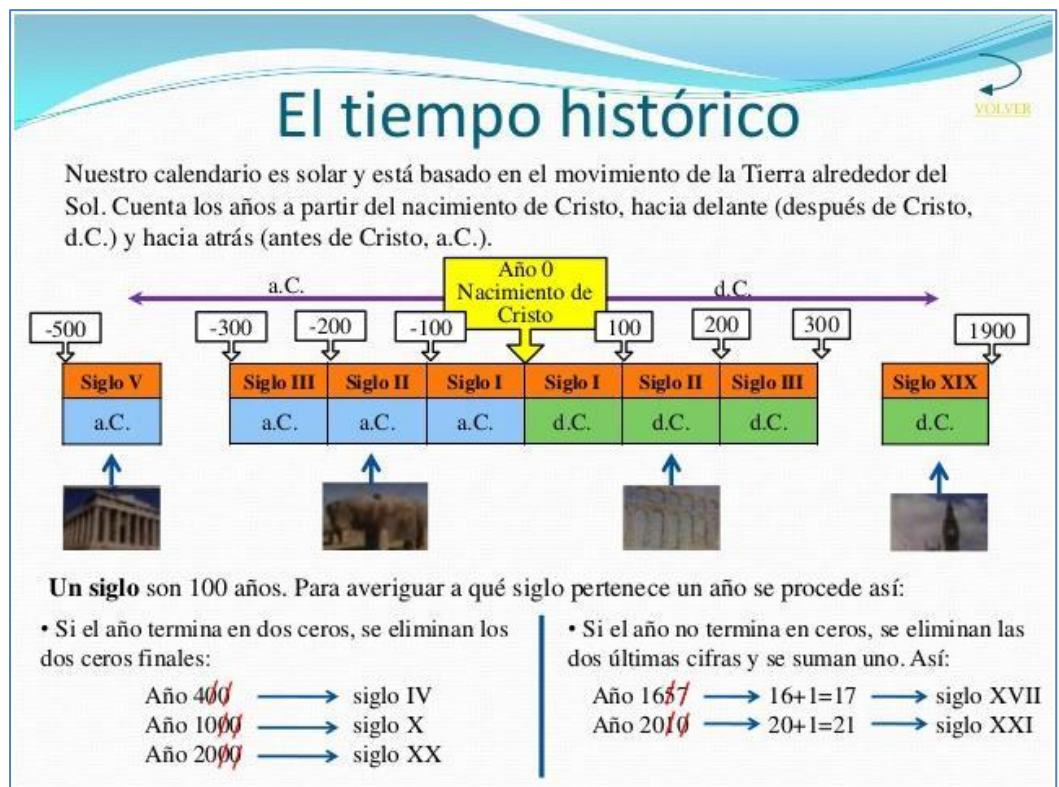 VOLVER
El tiempo histórico
Nuestro calendario es solar y está basado en el movimiento de la Tierra alrededor del
Sol. Cuenta los años a partir del nacimiento de Cristo, hacia delante (después de Cristo,
d.C.) y hacia atrás (antes de Cristo, a.C.).
Año 0
Nacimiento de
Cristo
a.C.
d.C.
-500
-300
-200
-100
100
200
300
1900
Siglo V
Siglo III
Siglo II
Siglo I
Siglo I
Siglo II
Siglo III
Siglo XIX
a.C.
a.C.
a.C.
a.C.
d.C.
d.C.
d.C.
d.C.
Un siglo son 100 años. Para averiguar a qué siglo pertenece un año se procede así:
• Si el año termina en dos ceros, se eliminan los
dos ceros finales:
Año 400 siglo IV
Año 1000 siglo X
Año 2000 siglo XX
• Si el año no termina en ceros, se eliminan las
dos últimas cifras y se suman uno. Así:
Año 1657 16+1=17 siglo XVII
Año 2010 20+1=21 siglo XXI